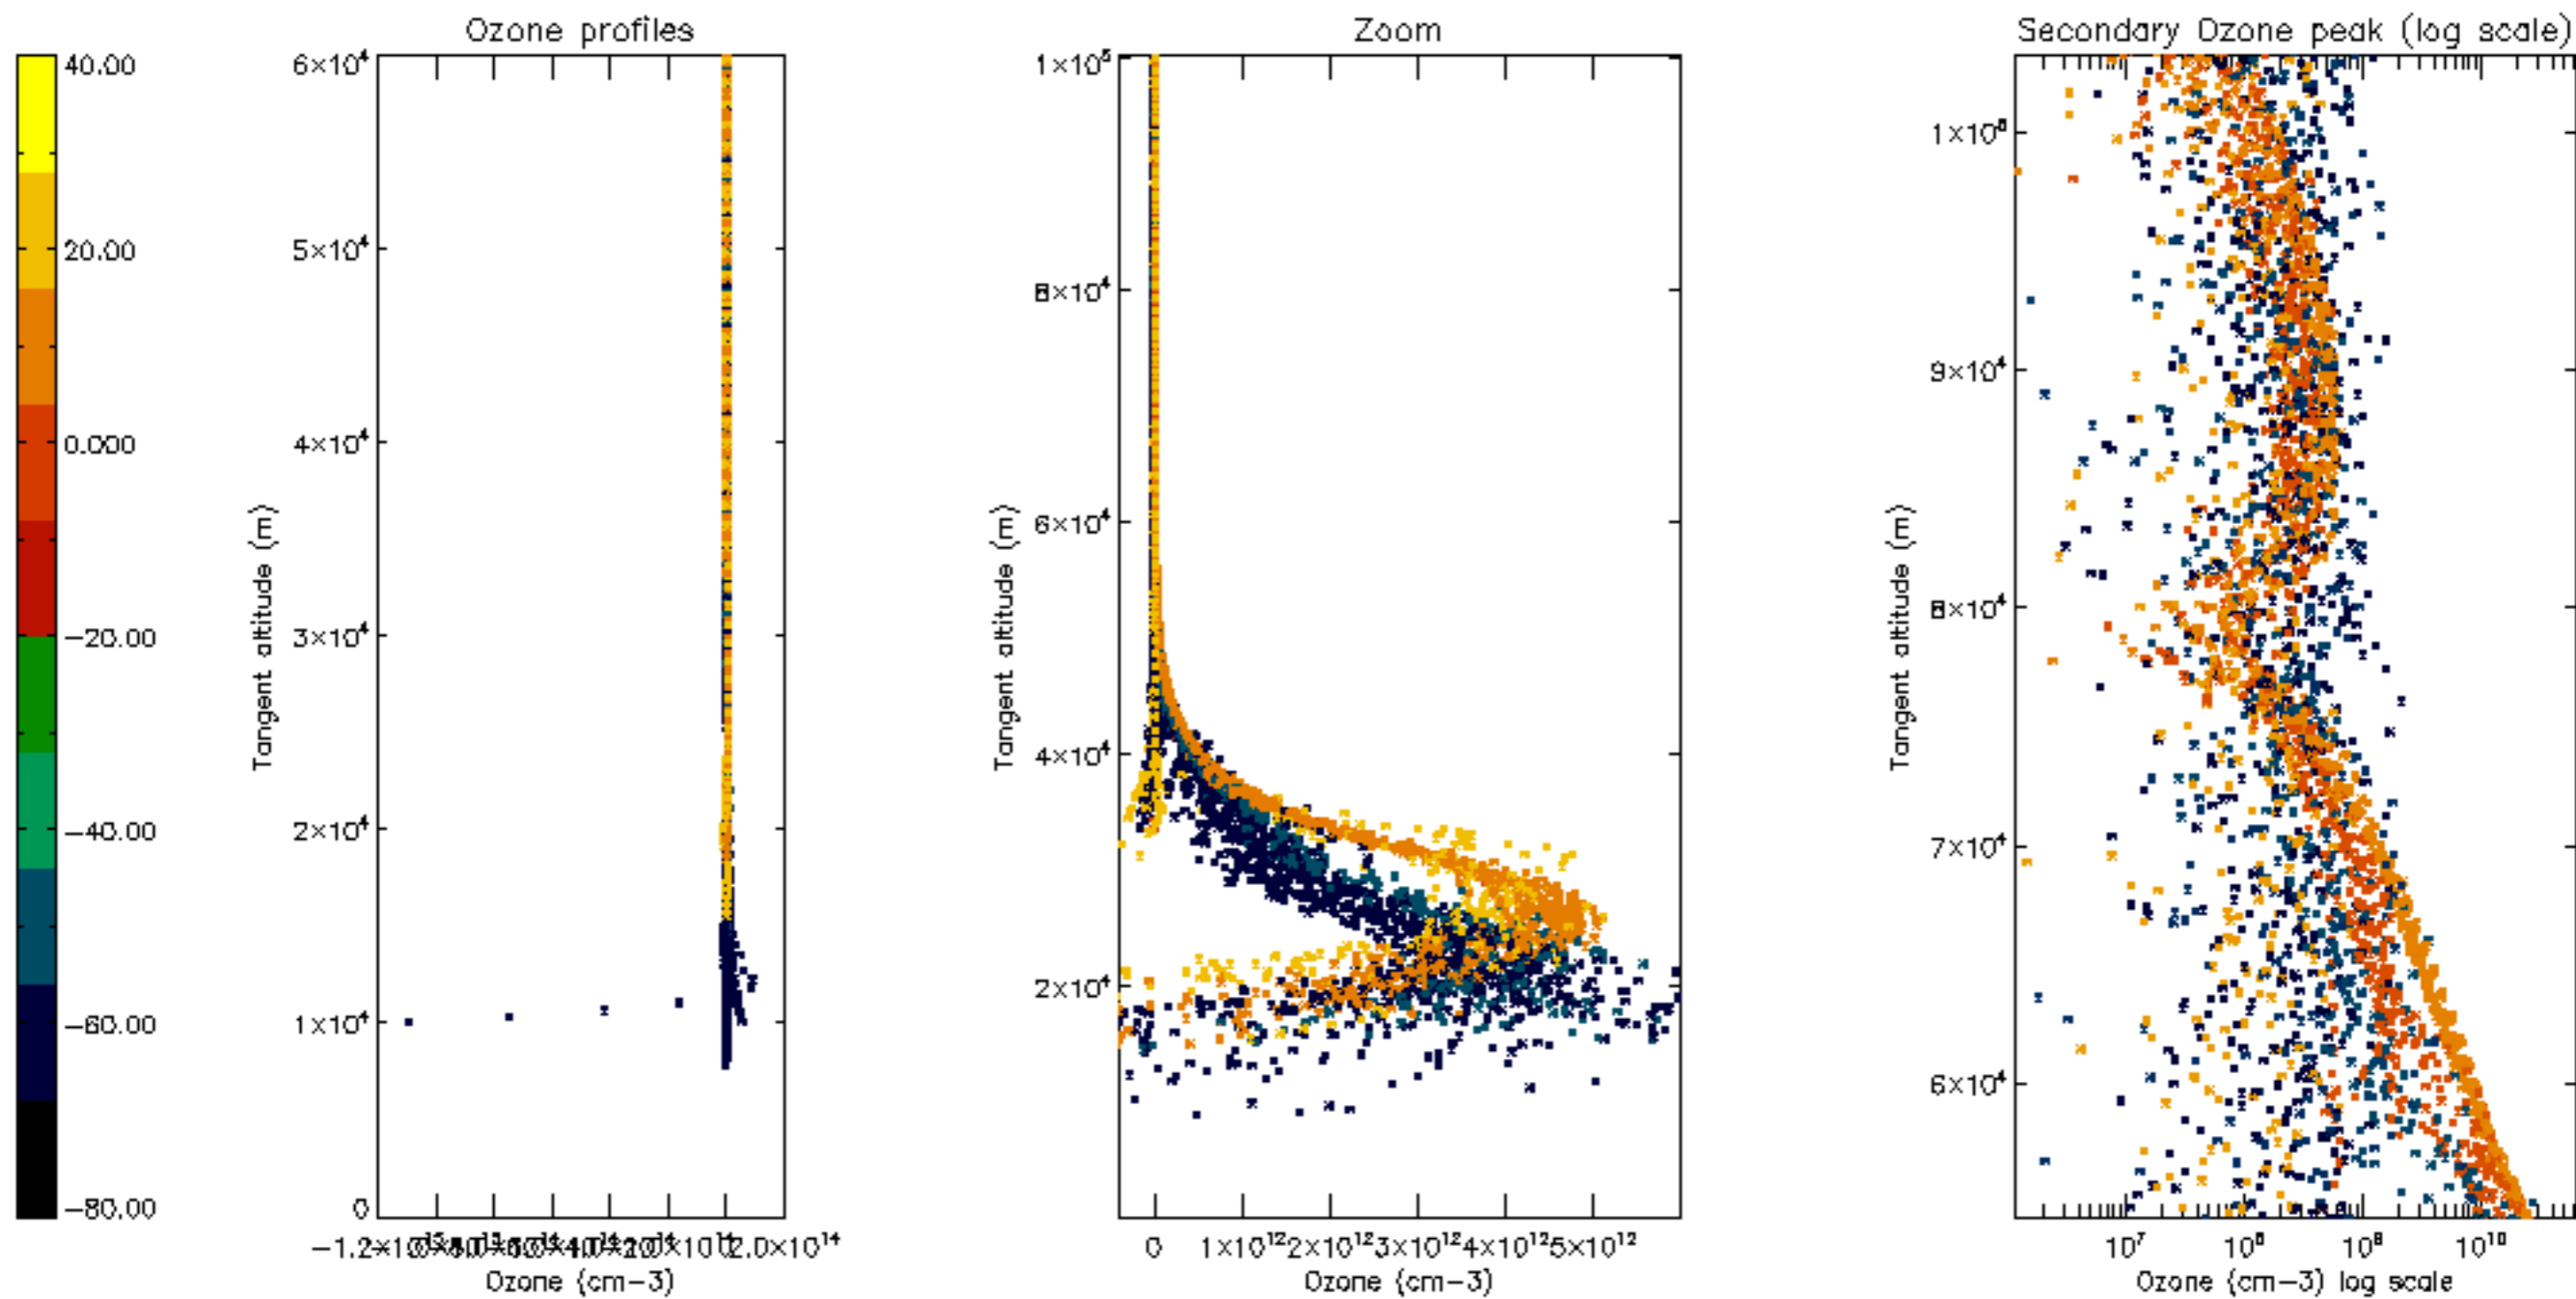 Ozone profiles
Zoom
Secondary Ozone peak (log scale)
40.00
20.00
0.000
−20.00
−40.00
−60.00
−80.00
6×10⁴
5×10⁴
4×10⁴
3×10⁴
2×10⁴
1×10⁴
0
Tangent altitude (m)
2.0×10¹⁴
Ozone (cm−3)
1×10⁵
8×10⁴
6×10⁴
4×10⁴
2×10⁴
Tangent altitude (m)
0 1×10¹² 2×10¹² 3×10¹² 4×10¹² 5×10¹²
Ozone (cm−3)
1×10⁵
9×10⁴
8×10⁴
7×10⁴
6×10⁴
Tangent altitude (m)
10⁷ 10⁸ 10⁹ 10¹⁰
Ozone (cm−3) log scale